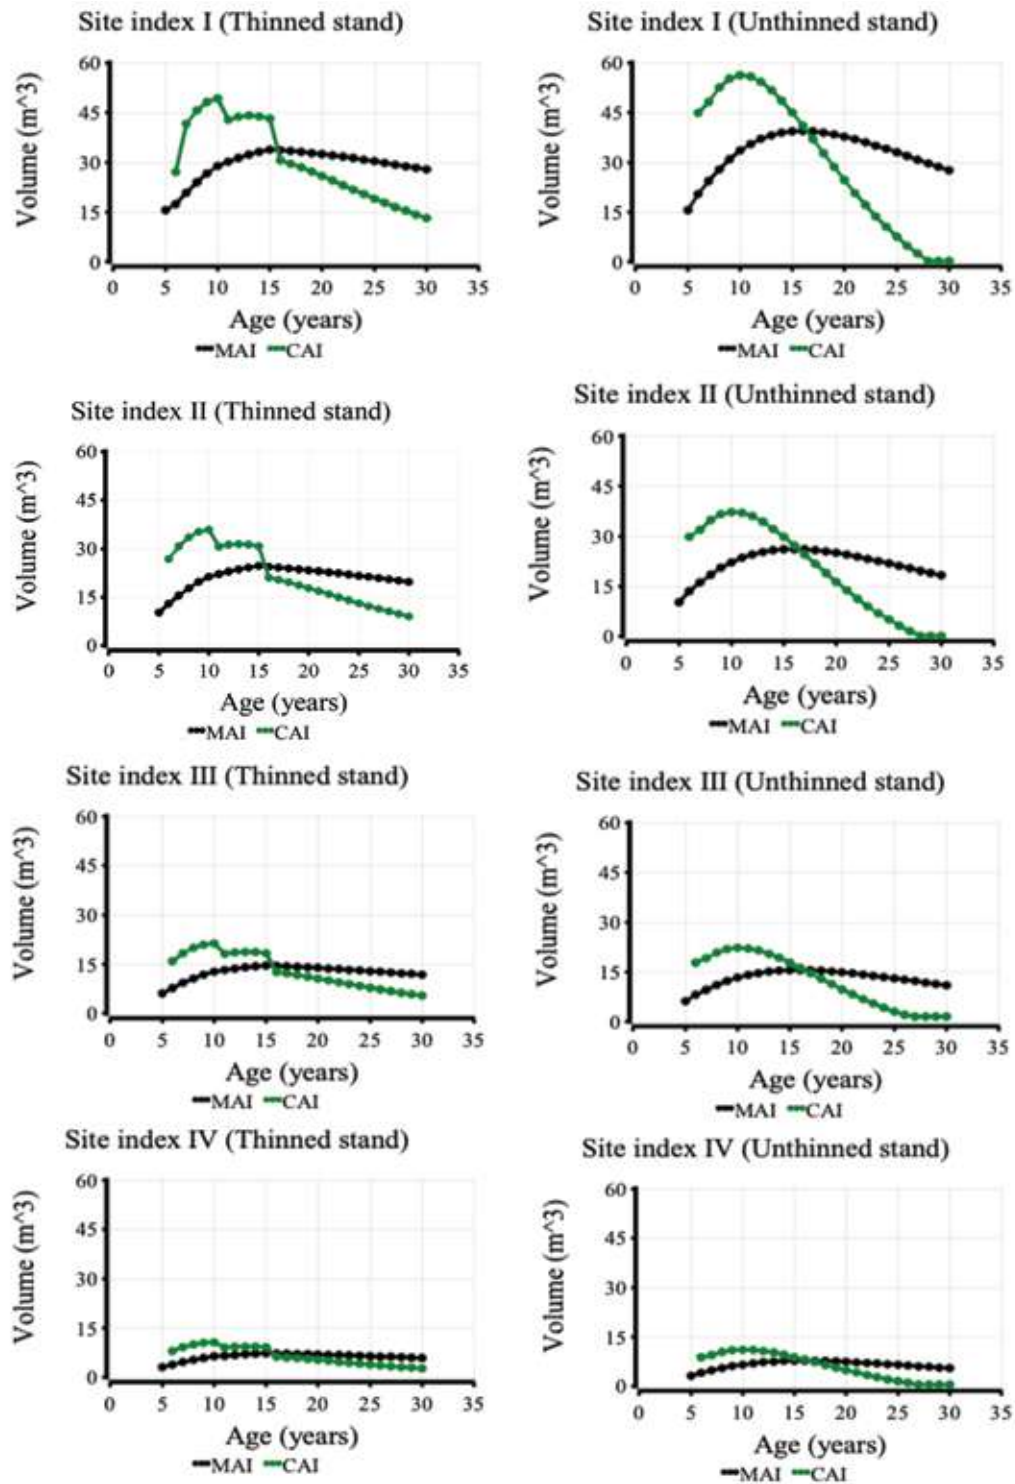 Site index I (Thinned stand)
Volume (m^3)
60
45
30
15
0
0 5 10 15 20 25 30 35
Age (years)
MAI CAI
Site index I (Unthinned stand)
Volume (m^3)
60
45
30
15
0
0 5 10 15 20 25 30 35
Age (years)
MAI CAI
Site index II (Thinned stand)
Volume (m^3)
60
45
30
15
0
0 5 10 15 20 25 30 35
Age (years)
MAI CAI
Site index II (Unthinned stand)
Volume (m^3)
60
45
30
15
0
0 5 10 15 20 25 30 35
Age (years)
MAI CAI
Site index III (Thinned stand)
Volume (m^3)
60
45
30
15
0
0 5 10 15 20 25 30 35
Age (years)
MAI CAI
Site index III (Unthinned stand)
Volume (m^3)
60
45
30
15
0
0 5 10 15 20 25 30 35
Age (years)
MAI CAI
Site index IV (Thinned stand)
Volume (m^3)
60
45
30
15
0
0 5 10 15 20 25 30 35
Age (years)
MAI CAI
Site index IV (Unthinned stand)
Volume (m^3)
60
45
30
15
0
0 5 10 15 20 25 30 35
Age (years)
MAI CAI